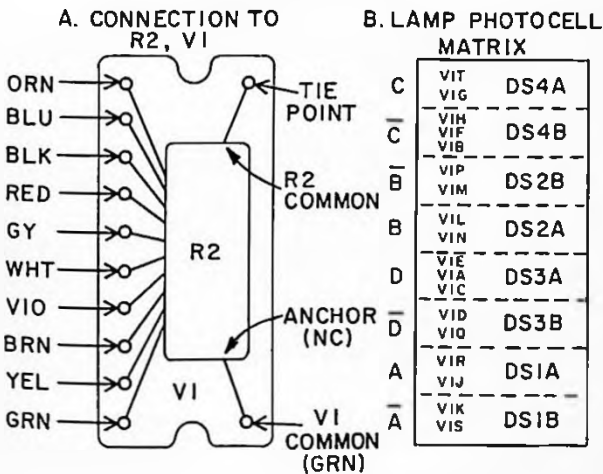 A. CONNECTION TO
R2, V1
ORN
BLU
BLK
RED
GY
WHT
VIO
BRN
YEL
GRN
TIE
POINT
R2
COMMON
R2
ANCHOR
(NC)
V1
V1
COMMON
(GRN)
B. LAMP PHOTOCELL
MATRIX
C
V1T
V1G
DS4A
C̅
V1H
V1F
V1B
DS4B
B̅
V1P
V1M
DS2B
B
V1L
V1N
DS2A
D
V1E
V1A
V1C
DS3A
D̅
V1D
V1Q
DS3B
A
V1R
V1J
DS1A
A̅
V1K
V1S
DS1B